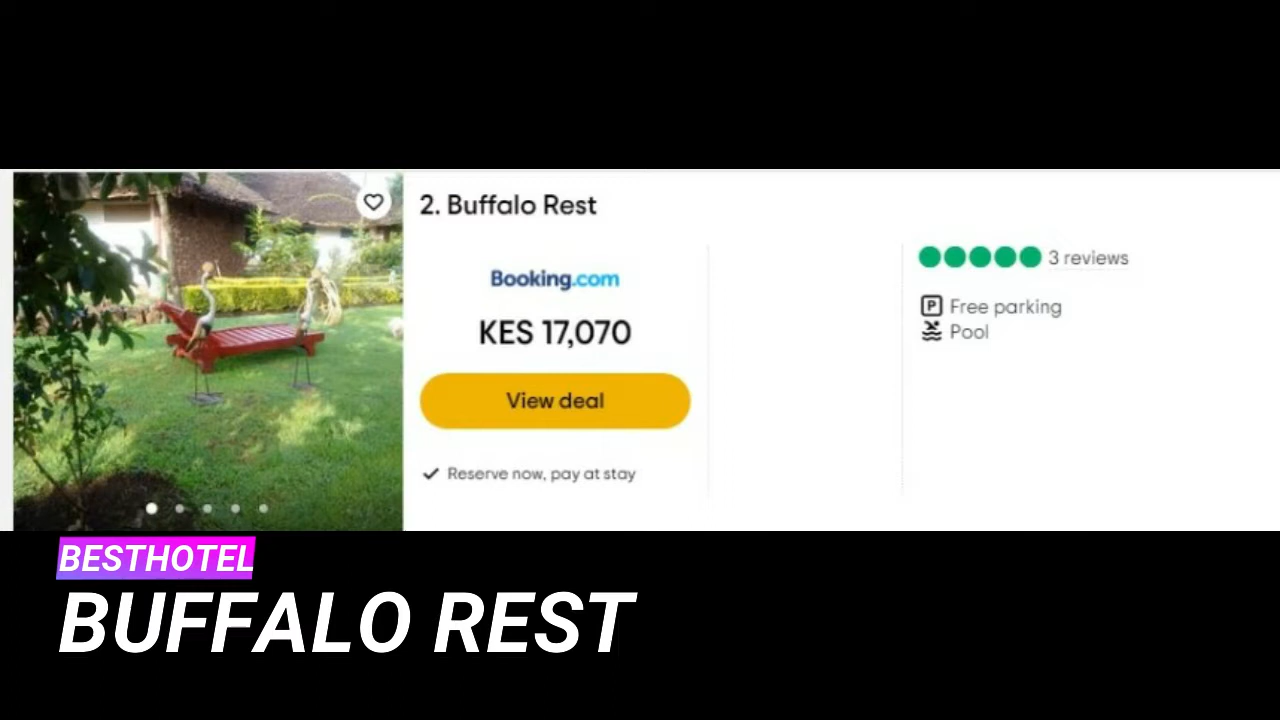 2. Buffalo Rest
Booking.com
KES 17,070
View deal
Reserve now, pay at stay
3 reviews
P Free parking
Pool
BESTHOTEL
BUFFALO REST